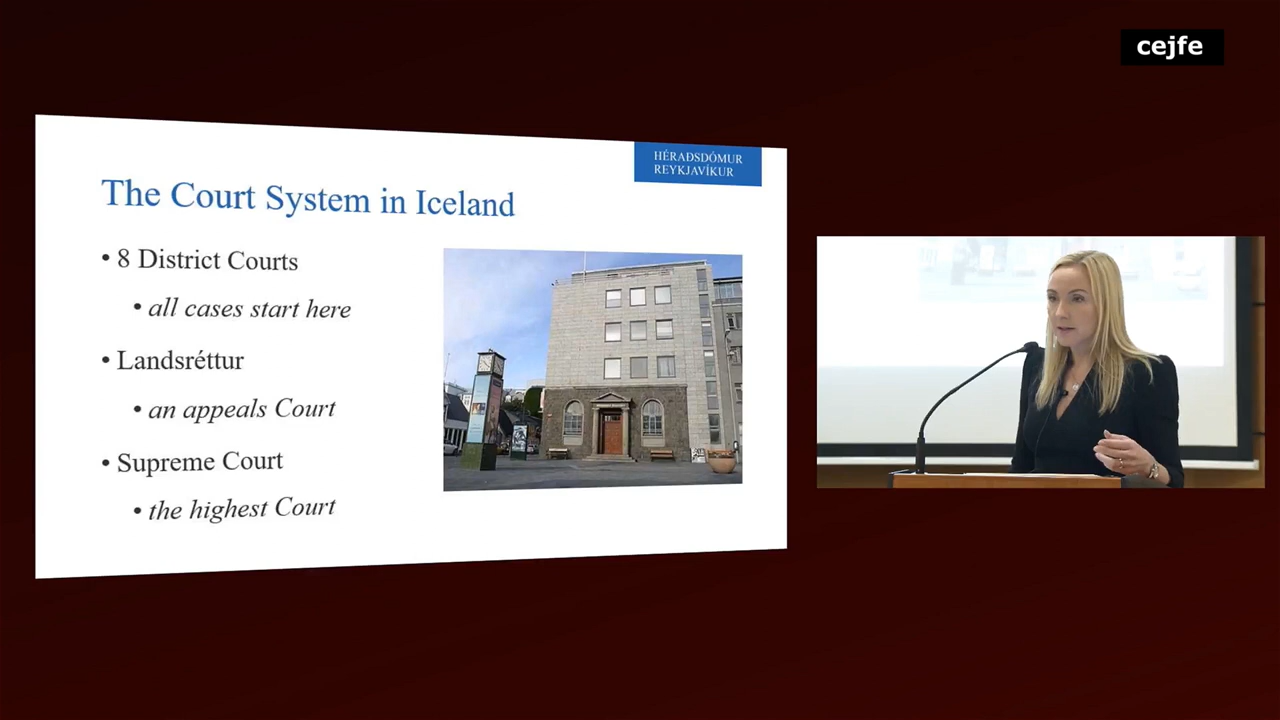 cejfe
HÉRAÐSDÓMUR
REYKJAVÍKUR
The Court System in Iceland
• 8 District Courts
• all cases start here
• Landsréttur
• an appeals Court
• Supreme Court
• the highest Court